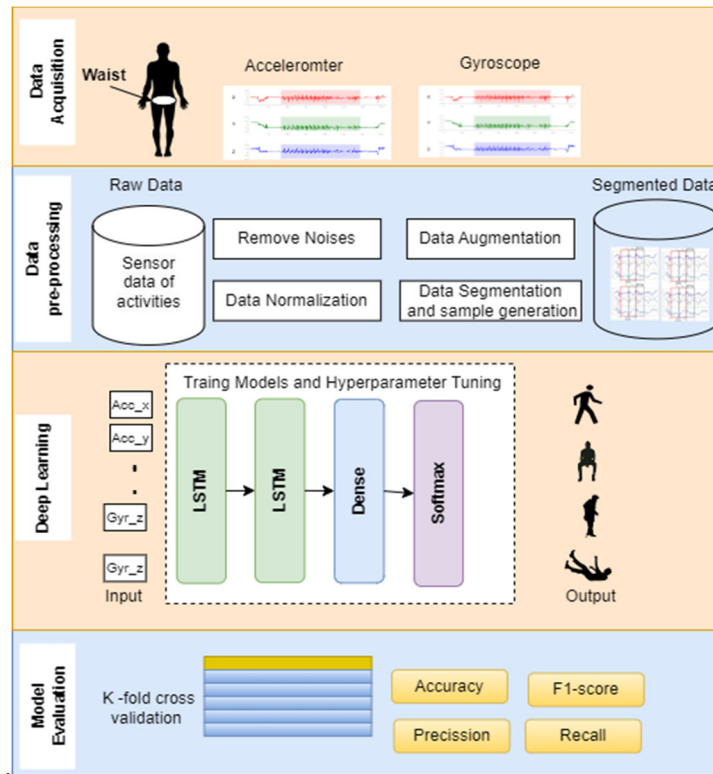 Data
Acquisition
Waist
Acceleromter
Gyroscope
Data
pre-processing
Raw Data
Sensor
data of
activities
Remove Noises
Data Augmentation
Data Normalization
Data Segmentation
and sample generation
Segmented Data
Deep Learning
Acc_x
Acc_y
Gyr_z
Gyr_z
Input
Traing Models and Hyperparameter Tuning
LSTM
LSTM
Dense
Softmax
Output
Model
Evaluation
K -fold cross
validation
Accuracy
F1-score
Precission
Recall